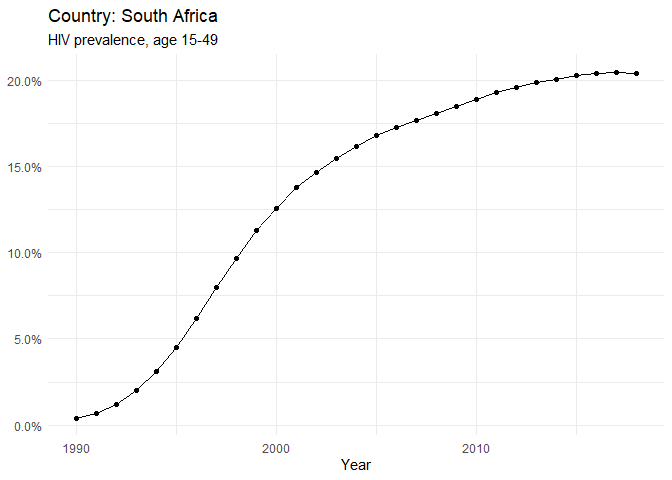 Country: South Africa
HIV prevalence, age 15-49
20.0%
15.0%
10.0%
5.0%
0.0%
1990 2000 2010
Year